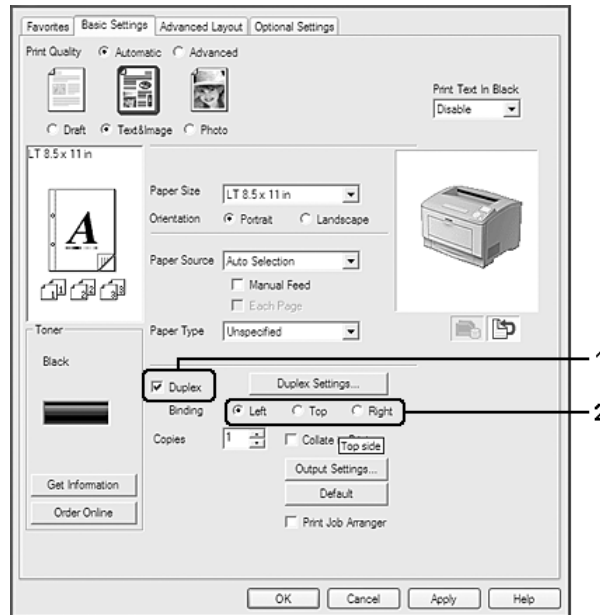 Favorites Basic Settings Advanced Layout Optional Settings
Print Quality Automatic Advanced
Print Text In Black
Disable
Draft Text&Image Photo
LT 8.5 x 11 in
Paper Size LT 8.5 x 11 in
Orientation Portrait Landscape
Paper Source Auto Selection
Manual Feed
Each Page
Toner Paper Type Unspecified
Black
1
Duplex Duplex Settings...
Binding Left Top Right
2
Copies 1 Collate
Top side
Output Settings...
Get Information
Default
Order Online
Print Job Arranger
OK Cancel Apply Help